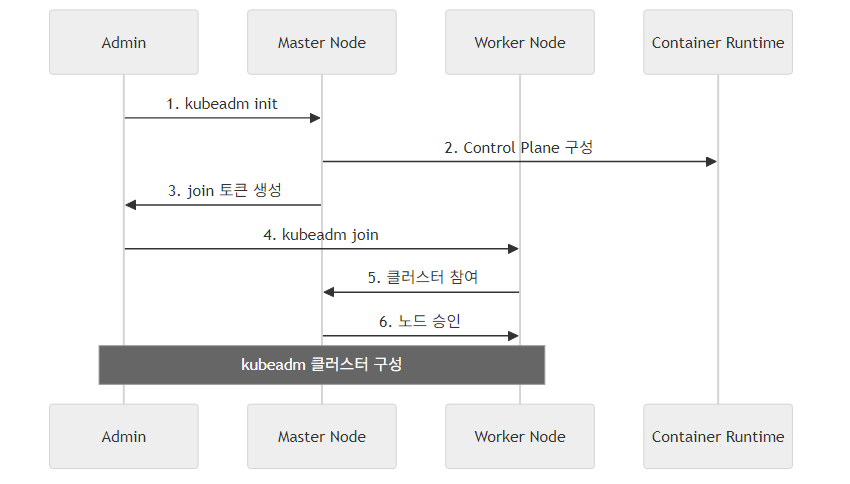 Admin
Master Node
Worker Node
Container Runtime
1. kubeadm init
2. Control Plane 구성
3. join 토큰 생성
4. kubeadm join
5. 클러스터 참여
6. 노드 승인
kubeadm 클러스터 구성
Admin
Master Node
Worker Node
Container Runtime